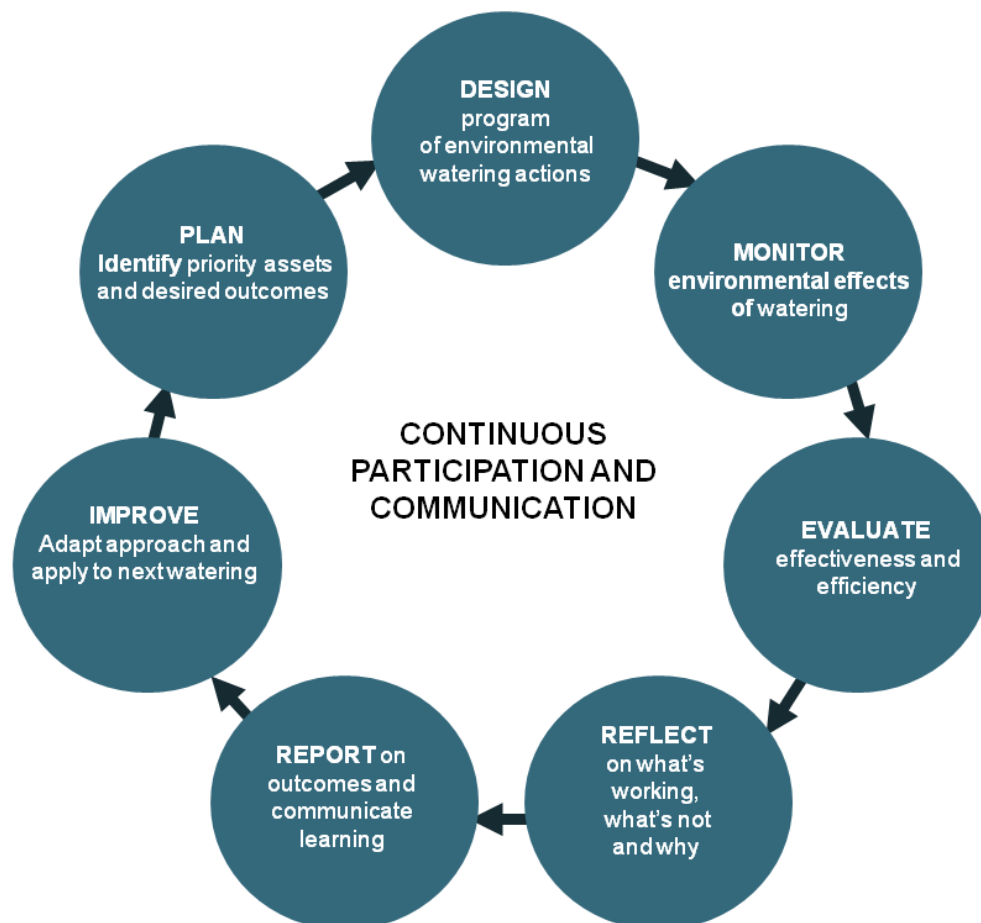 DESIGN
program
of environmental
watering actions
MONITOR
environmental effects
of watering
EVALUATE
effectiveness and
efficiency
REFLECT
on what's
working,
what's not
and why
REPORT on
outcomes and
communicate
learning
IMPROVE
Adapt approach and
apply to next watering
PLAN
Identify priority assets
and desired outcomes
CONTINUOUS
PARTICIPATION AND
COMMUNICATION